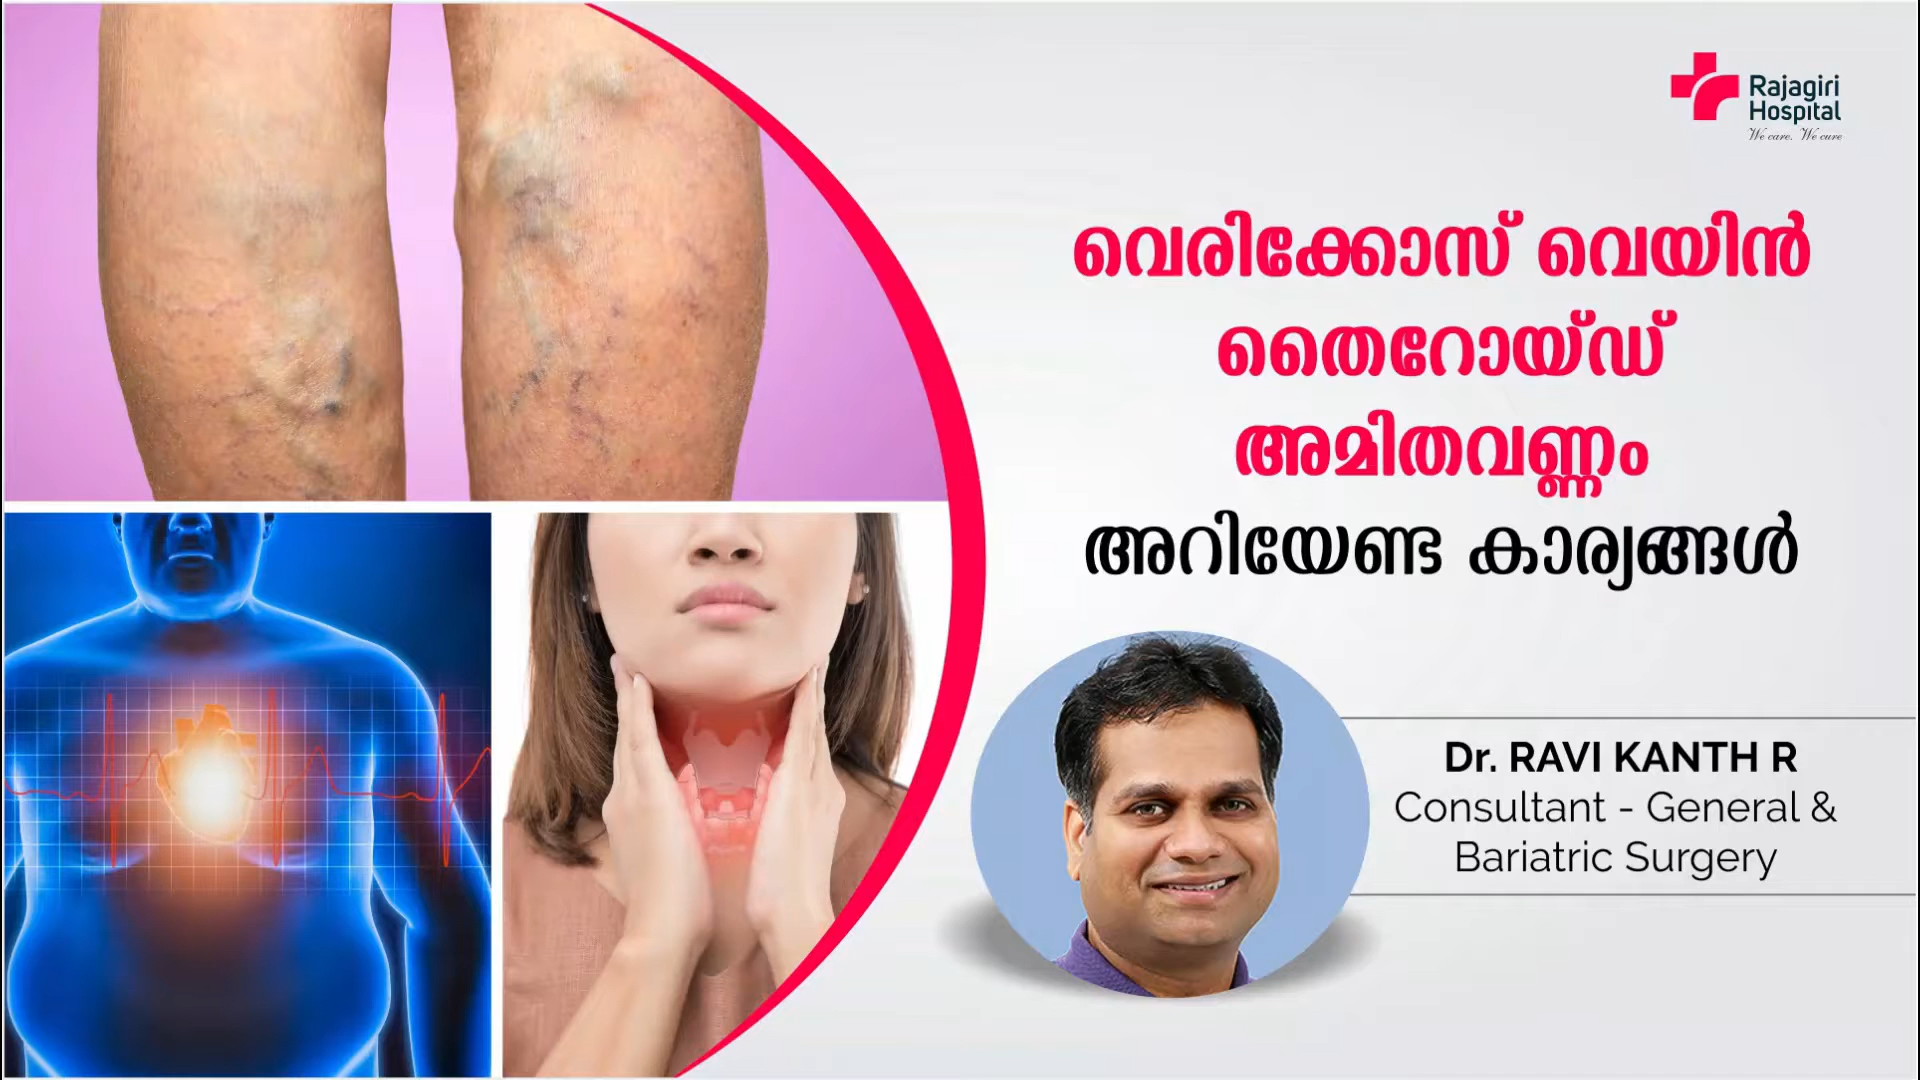 Rajagiri
Hospital
We care. We cure
വെരിക്കോസ് വെയിൻ
തൈറോയ്ഡ്
അമിതവണ്ണം
അറിയേണ്ട കാര്യങ്ങൾ
Dr. RAVI KANTH R
Consultant - General &
Bariatric Surgery